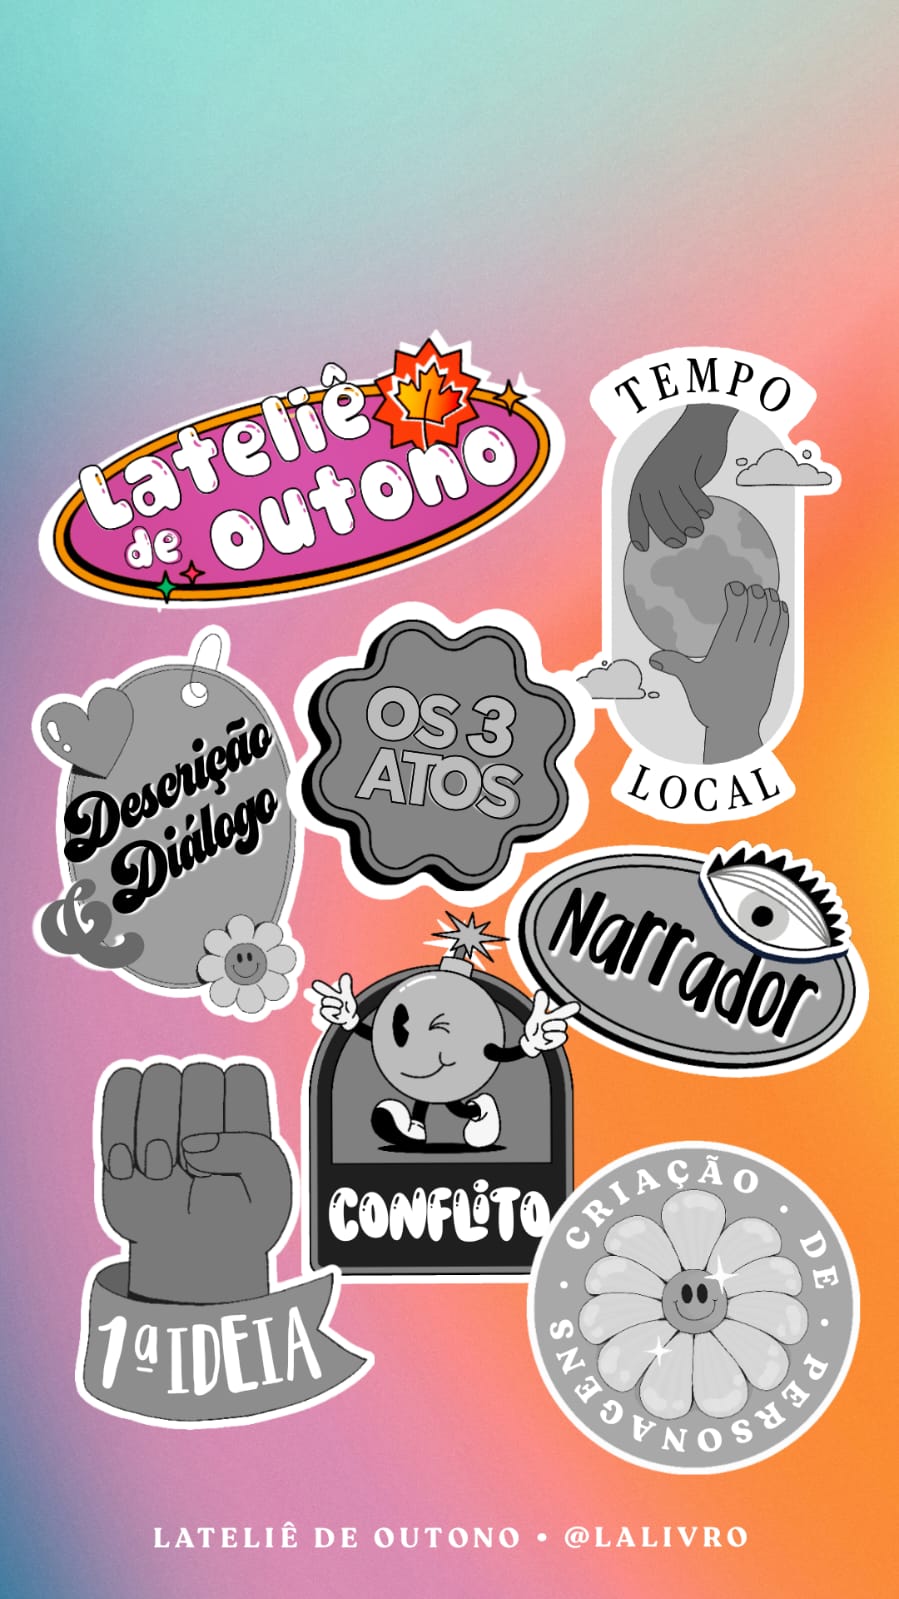 Lateliê
de outono
TEMPO
LOCAL
Descrição
Diálogo
&
OS 3
ATOS
Narrador
CONFLITO
1ª IDEIA
CRIAÇÃO · DE · PERSONAGENS ·
LATELIÊ DE OUTONO • @LALIVRO